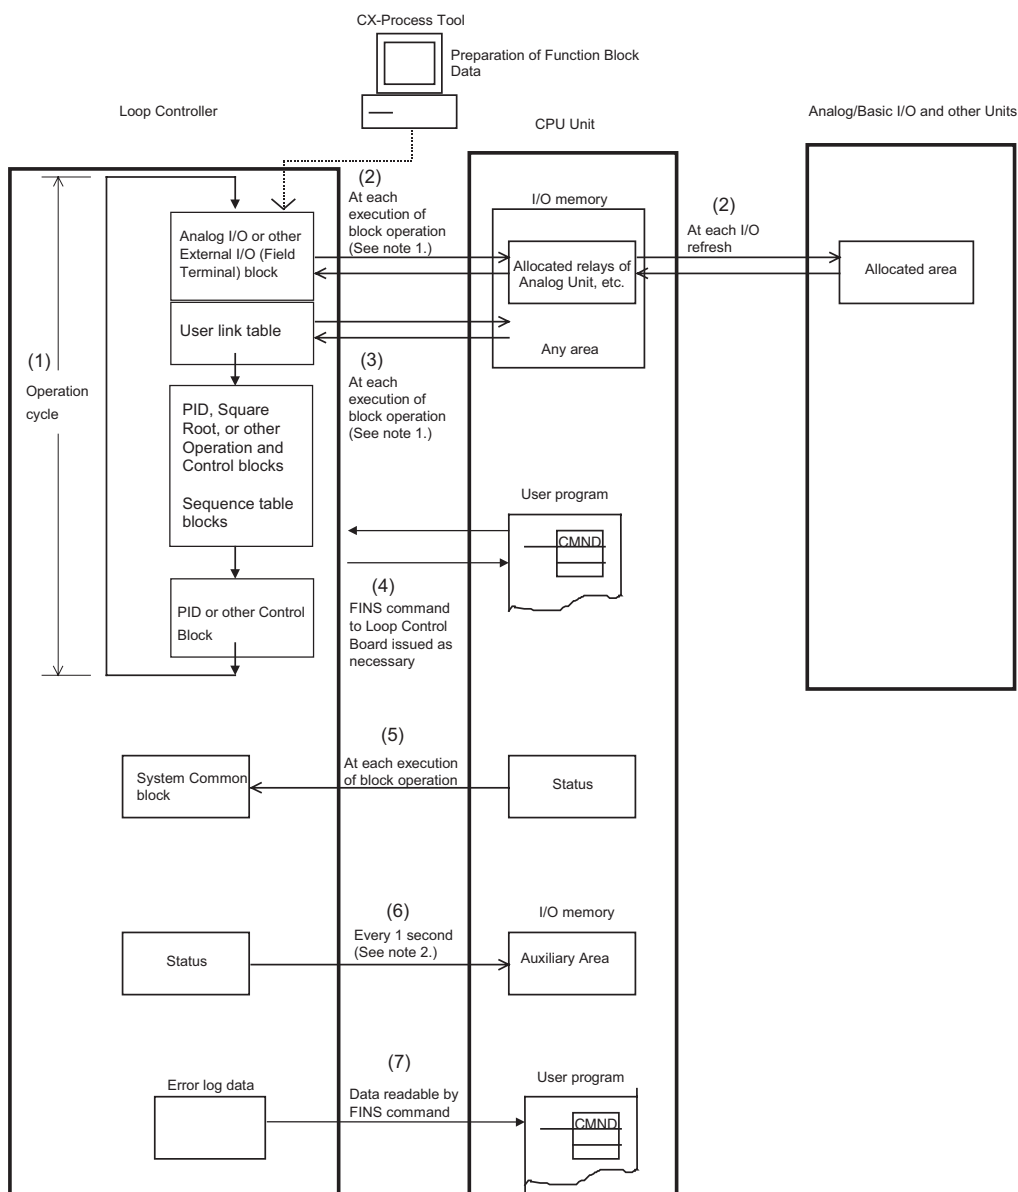 CX-Process Tool
Preparation of Function Block
Data
Loop Controller
CPU Unit
Analog/Basic I/O and other Units
(2)
At each
execution of
block operation
(See note 1.)
I/O memory
(2)
At each I/O
refresh
Analog I/O or other
External I/O (Field
Terminal) block
Allocated relays of
Analog Unit, etc.
Allocated area
User link table
Any area
(1)
Operation
cycle
(3)
At each
execution of
block operation
(See note 1.)
PID, Square
Root, or other
Operation and
Control blocks
Sequence table
blocks
User program
CMND
(4)
FINS command
to Loop Control
Board issued as
necessary
PID or other Control
Block
(5)
At each execution
of block operation
System Common
block
Status
(6)
Every 1 second
(See note 2.)
I/O memory
Status
Auxiliary Area
(7)
Data readable by
FINS command
Error log data
User program
CMND